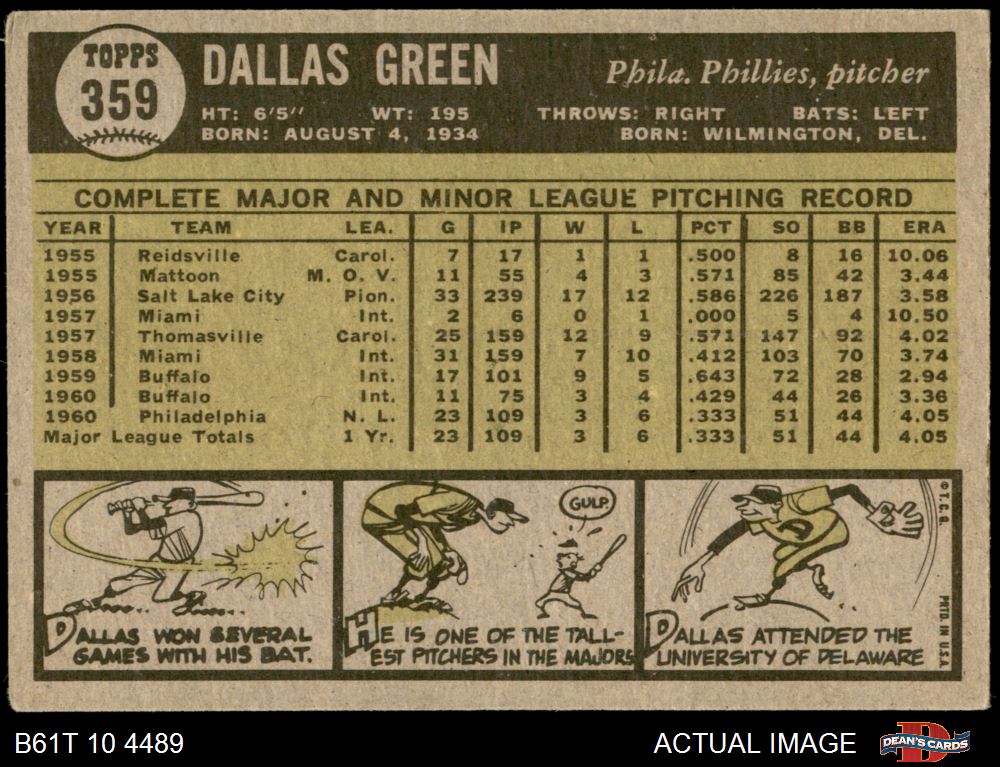 TOPPS
359
DALLAS GREEN
Phila. Phillies, pitcher
HT: 6'5" WT: 195 THROWS: RIGHT BATS: LEFT
BORN: AUGUST 4, 1934 BORN: WILMINGTON, DEL.
COMPLETE MAJOR AND MINOR LEAGUE PITCHING RECORD
YEAR TEAM LEA. G IP W L PCT SO BB ERA
1955 Reidsville Carol. 7 17 1 1 .500 8 16 10.06
1955 Mattoon M. O. V. 11 55 4 3 .571 85 42 3.44
1956 Salt Lake City Pion. 33 239 17 12 .586 226 187 3.58
1957 Miami Int. 2 6 0 1 .000 5 4 10.50
1957 Thomasville Carol. 25 159 12 9 .571 147 92 4.02
1958 Miami Int. 31 159 7 10 .412 103 70 3.74
1959 Buffalo Int. 17 101 9 5 .643 72 28 2.94
1960 Buffalo Int. 11 75 3 4 .429 44 26 3.36
1960 Philadelphia N. L. 23 109 3 6 .333 51 44 4.05
Major League Totals 1 Yr. 23 109 3 6 .333 51 44 4.05
DALLAS WON SEVERAL
GAMES WITH HIS BAT.
GULP.
HE IS ONE OF THE TALL-
EST PITCHERS IN THE MAJORS
DALLAS ATTENDED THE
UNIVERSITY OF DELAWARE
© T. C. G.
PRTD. IN U.S.A.
B61T 10 4489
ACTUAL IMAGE
D
DEAN'S CARDS